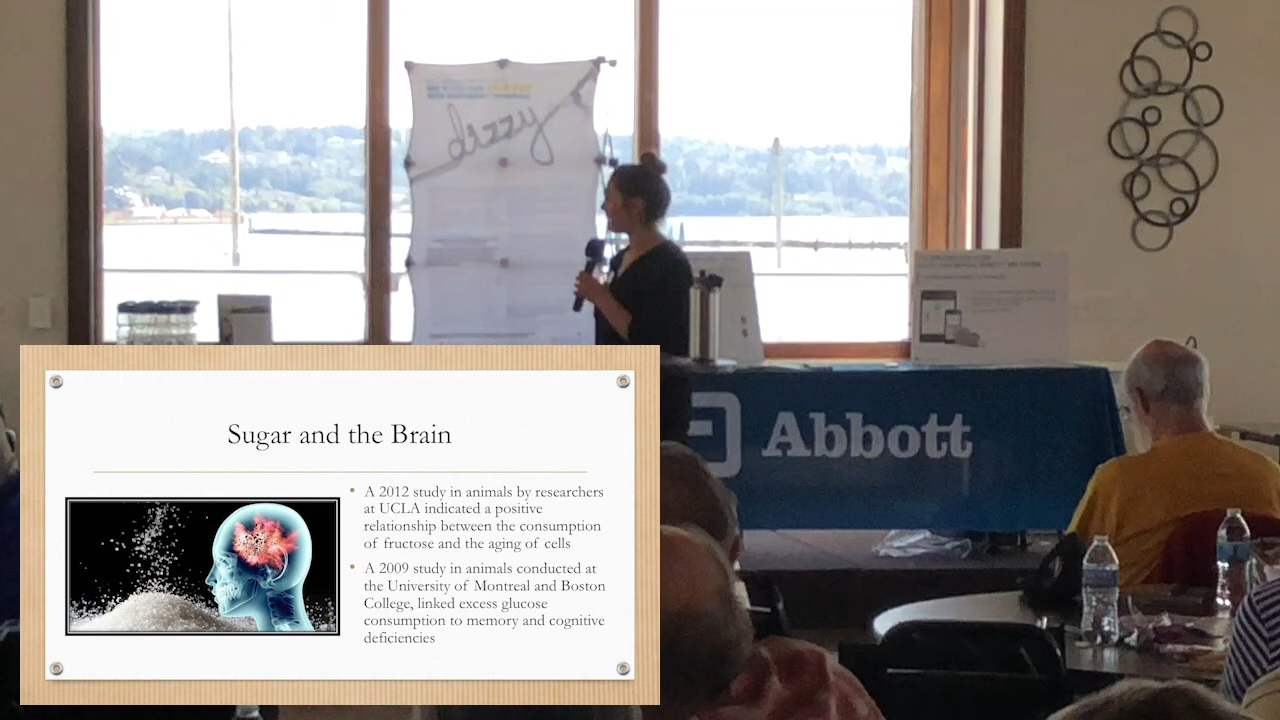 dizzy
Abbott
Sugar and the Brain
• A 2012 study in animals by researchers
at UCLA indicated a positive
relationship between the consumption
of fructose and the aging of cells
• A 2009 study in animals conducted at
the University of Montreal and Boston
College, linked excess glucose
consumption to memory and cognitive
deficiencies